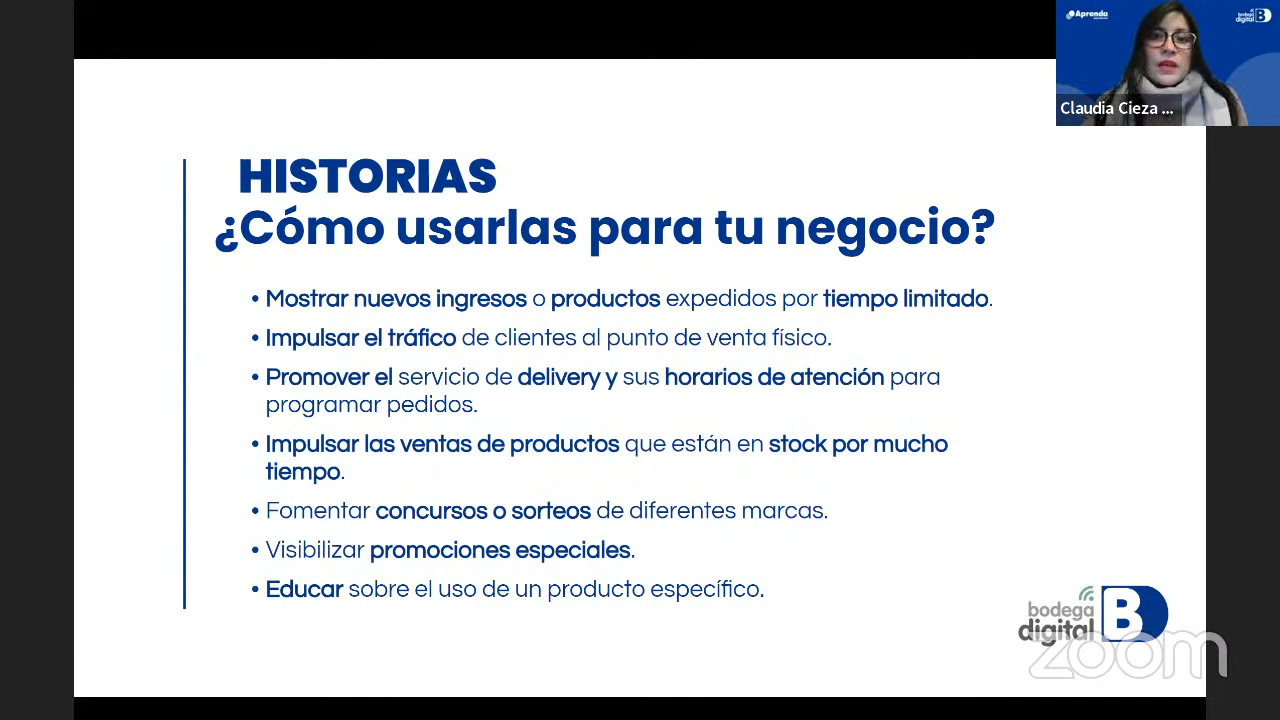 Aprenda
bodega
digital
B
Claudia Cieza ...
HISTORIAS
¿Cómo usarlas para tu negocio?
• Mostrar nuevos ingresos o productos expedidos por tiempo limitado.
• Impulsar el tráfico de clientes al punto de venta físico.
• Promover el servicio de delivery y sus horarios de atención para
programar pedidos.
• Impulsar las ventas de productos que están en stock por mucho
tiempo.
• Fomentar concursos o sorteos de diferentes marcas.
• Visibilizar promociones especiales.
• Educar sobre el uso de un producto específico.
bodega
digital
B
zoom